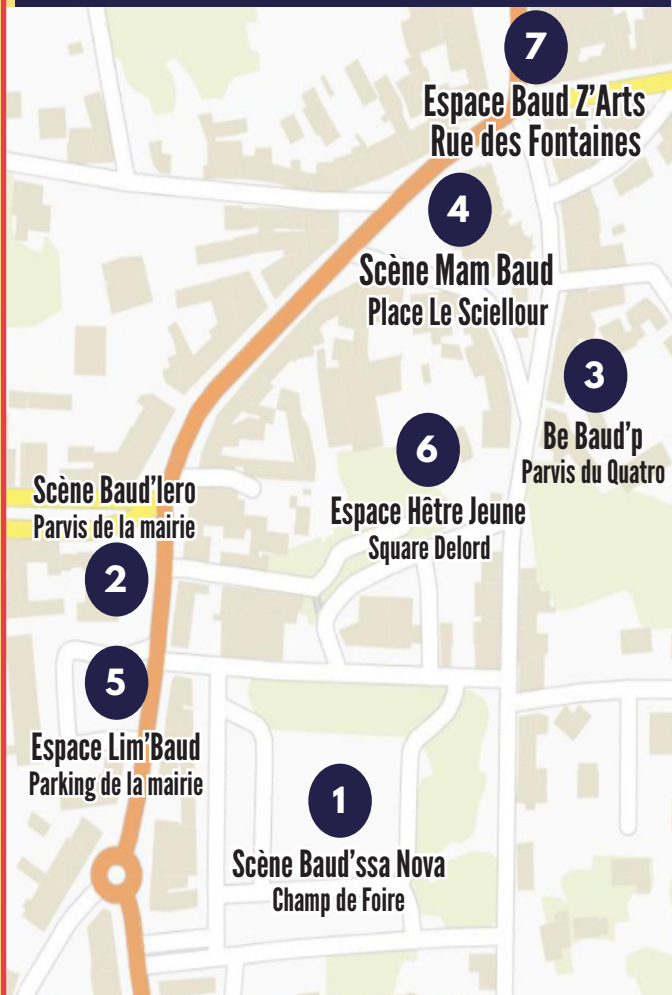 7
Espace Baud Z'Arts
Rue des Fontaines
4
Scène Mam Baud
Place Le Sciellour
3
Be Baud'p
Parvis du Quatro
6
Espace Hêtre Jeune
Square Delord
Scène Baud'lero
Parvis de la mairie
2
5
Espace Lim'Baud
Parking de la mairie
1
Scène Baud'ssa Nova
Champ de Foire